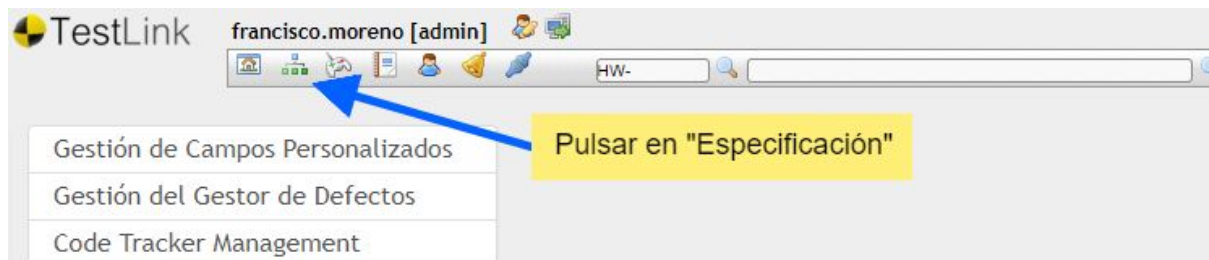 TestLink francisco.moreno [admin]
HW-
Pulsar en "Especificación"
Gestión de Campos Personalizados
Gestión del Gestor de Defectos
Code Tracker Management